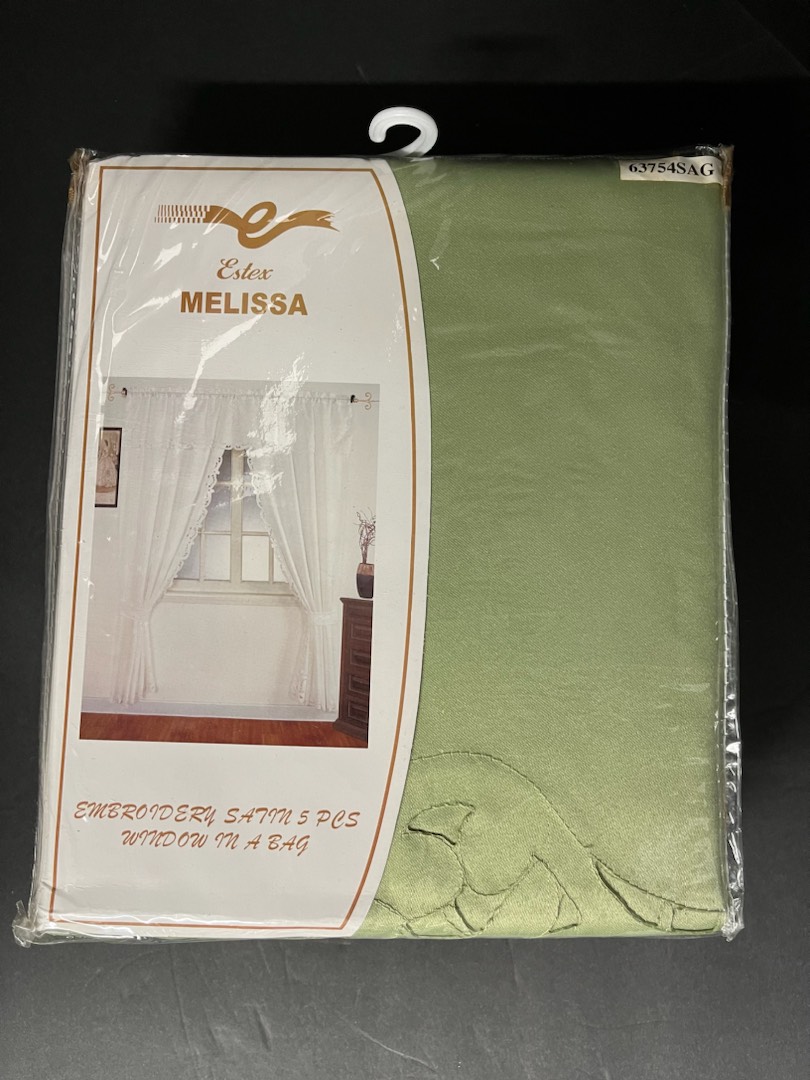 63754SAG
Estex
MELISSA
EMBROIDERY SATIN 5 PCS
WINDOW IN A BAG